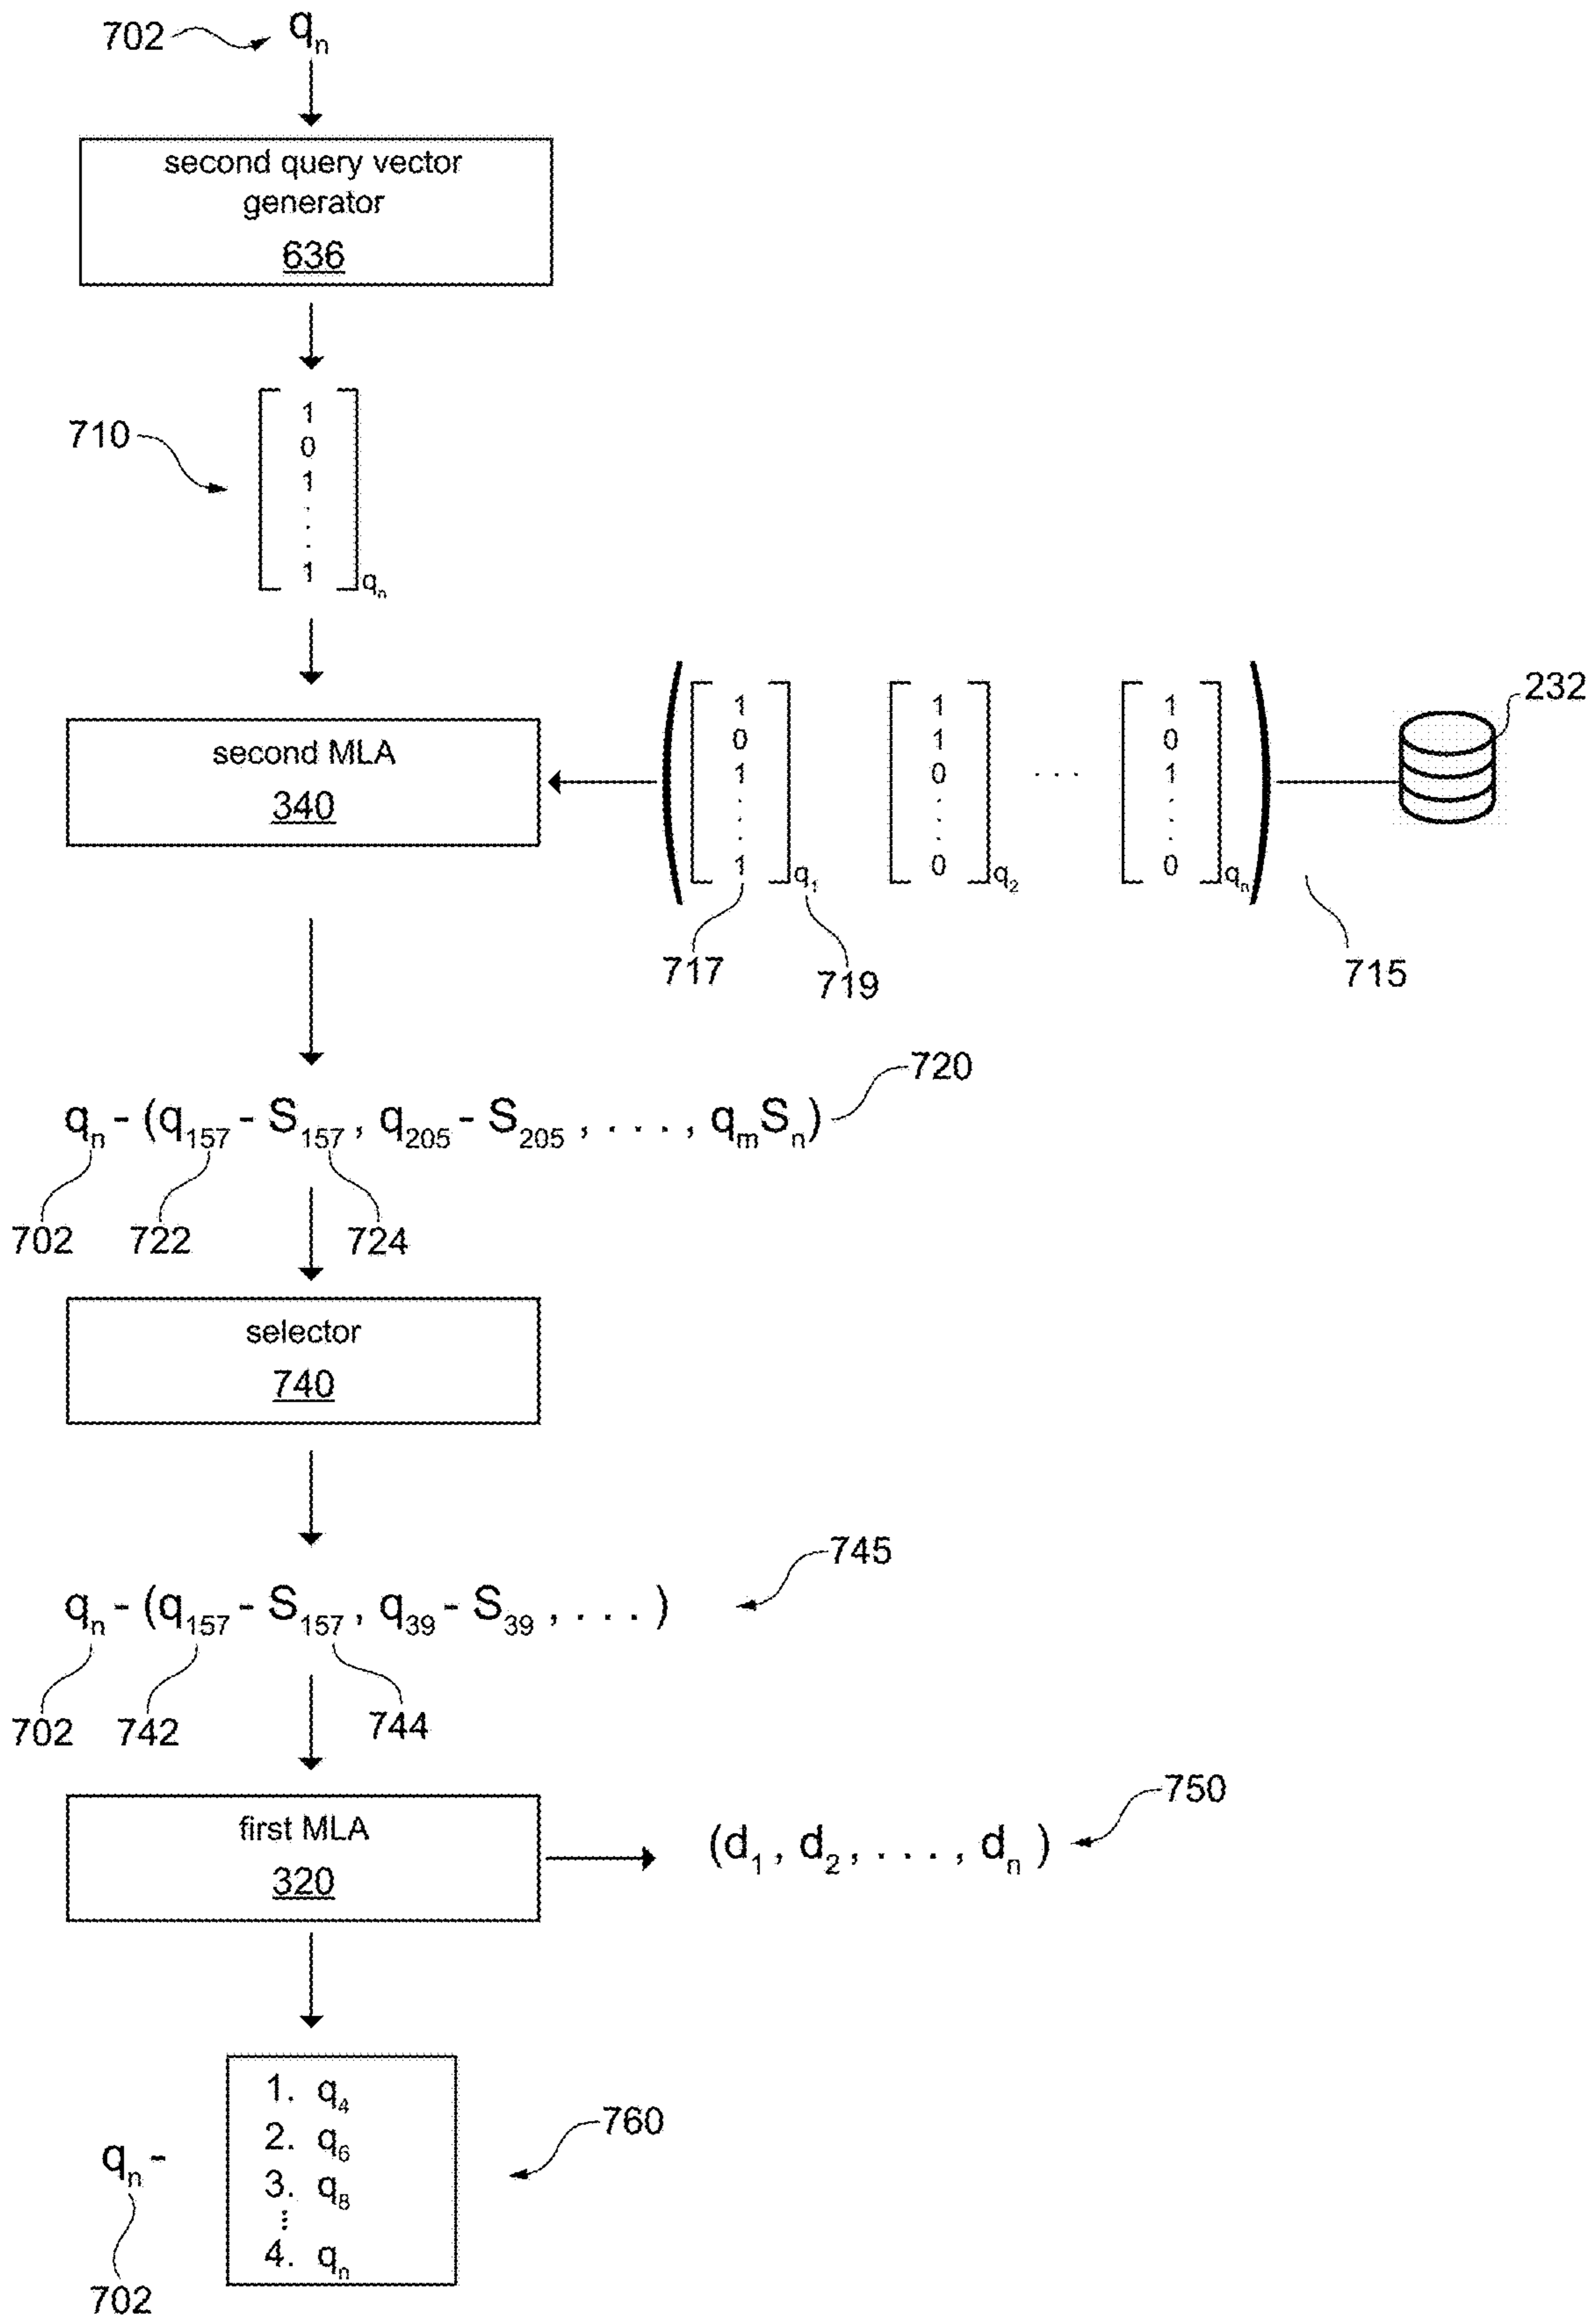 702 qn
second query vector
generator
636
710
1
0
1
.
.
.
1
qn
second MLA
340
1 1 1
0 1 0
1 0 . . . 1
. . .
. . .
1 0 0
q1 q2 qn
232
717
719
715
720
qn - (q157 - S157 , q205 - S205 , . . . , qmSn)
702 722 724
selector
740
745
qn - (q157 - S157 , q39 - S39 , . . . )
702 742 744
first MLA
320
(d1 , d2 , . . . , dn )
750
1. q4
2. q6
3. q8
...
4. qn
qn -
760
702